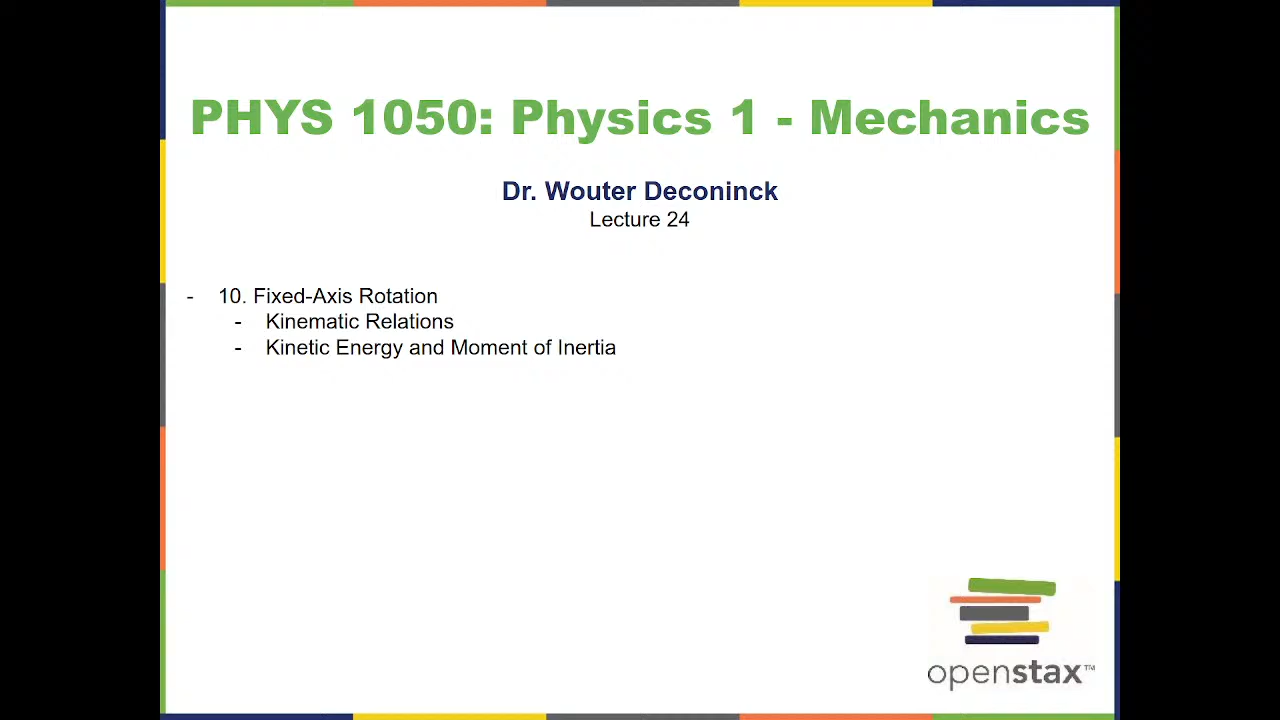 PHYS 1050: Physics 1 - Mechanics
Dr. Wouter Deconinck
Lecture 24
- 10. Fixed-Axis Rotation
- Kinematic Relations
- Kinetic Energy and Moment of Inertia
openstax™